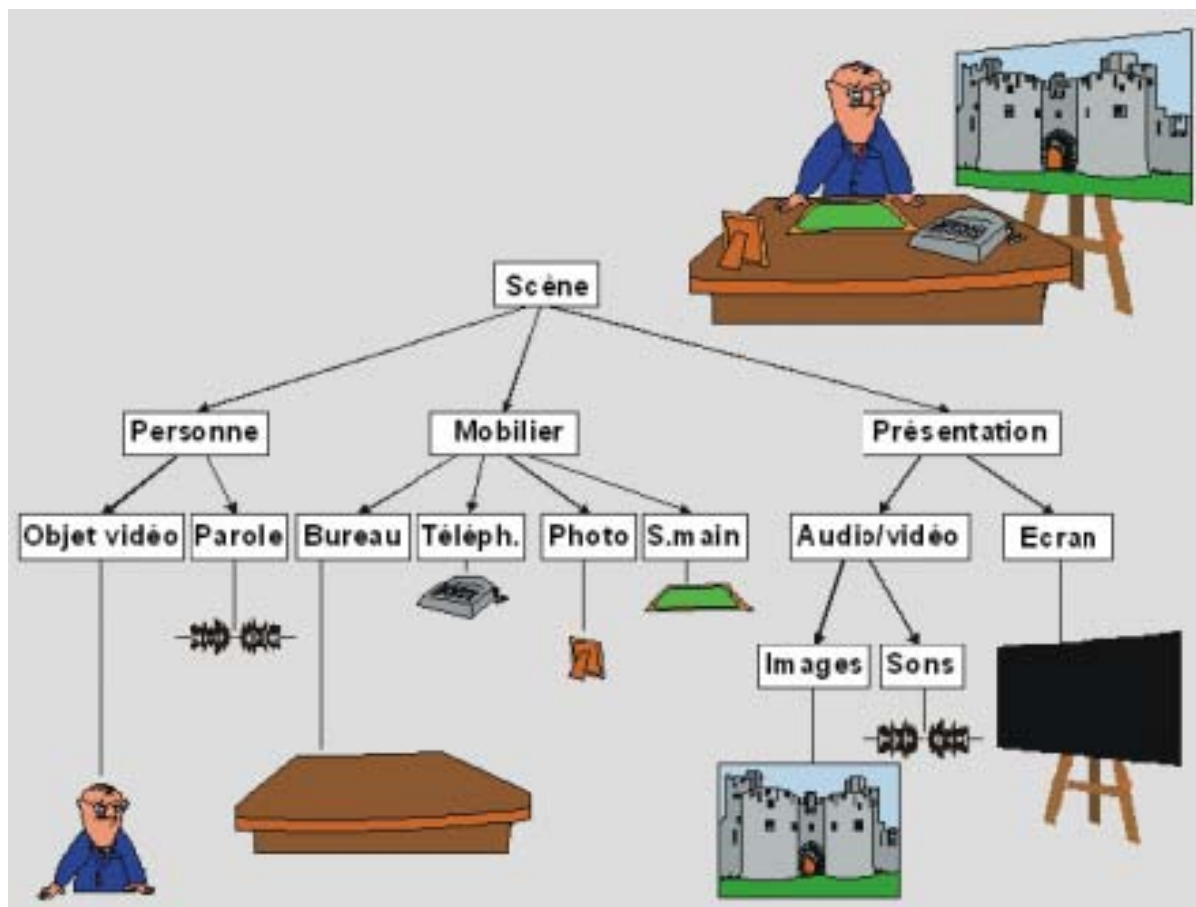 Scène
Personne
Mobilier
Présentation
Objet vidéo
Parole
Bureau
Téléph.
Photo
S.main
Audio/vidéo
Ecran
Images
Sons